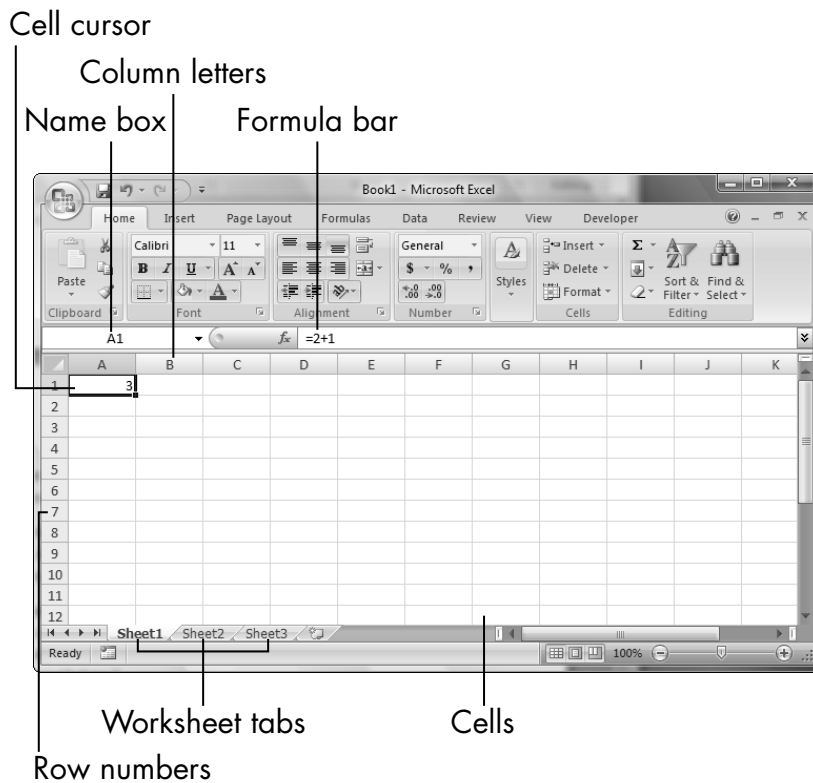 Cell cursor
Column letters
Name box Formula bar
Book1 - Microsoft Excel
Home Insert Page Layout Formulas Data Review View Developer
Calibri 11 General Insert Σ
Paste B I U A A $ % , Styles Delete Sort & Find &
A .00 .00 Format Filter Select
Clipboard Font Alignment Number Cells Editing
A1 fx =2+1
A B C D E F G H I J K
1 3
2
3
4
5
6
7
8
9
10
11
12
Sheet1 Sheet2 Sheet3
Ready 100%
Worksheet tabs Cells
Row numbers